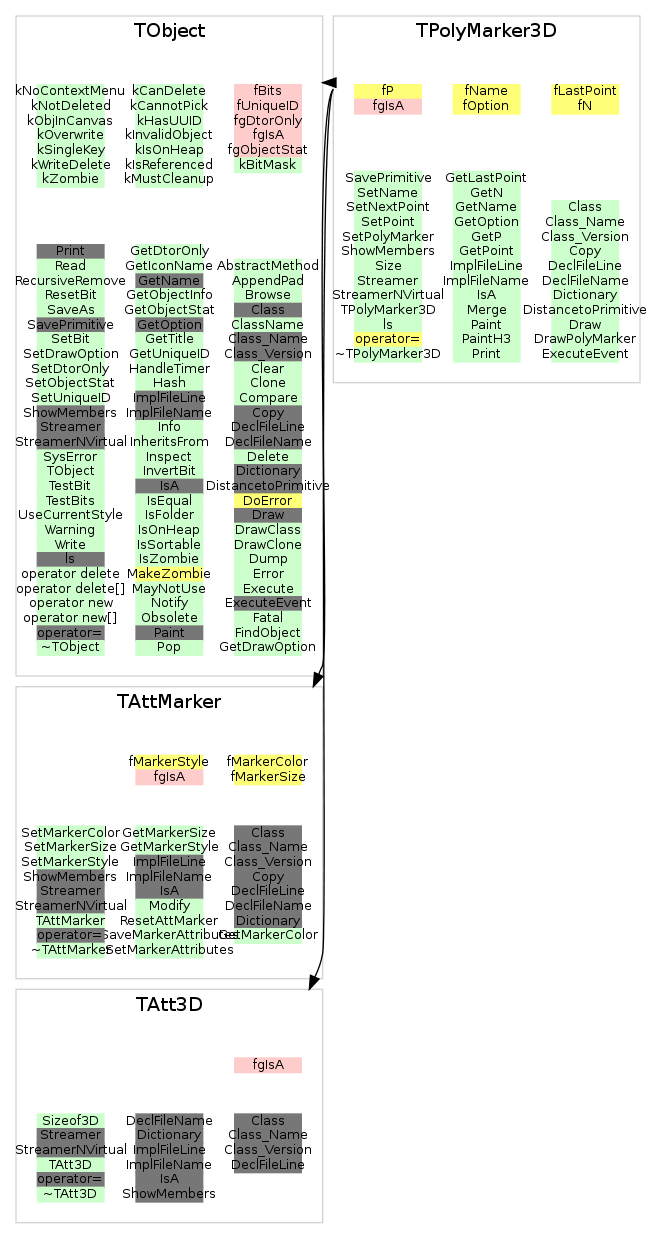 TObject
kNoContextMenu
kNotDeleted
kObjInCanvas
kOverwrite
kSingleKey
kWriteDelete
kZombie
kCanDelete
kCannotPick
kHasUUID
kInvalidObject
kIsOnHeap
kIsReferenced
kMustCleanup
fBits
fUniqueID
fgDtorOnly
fgIsA
fgObjectStat
kBitMask
Print
Read
RecursiveRemove
ResetBit
SaveAs
SavePrimitive
SetBit
SetDrawOption
SetDtorOnly
SetObjectStat
SetUniqueID
ShowMembers
Streamer
StreamerNVirtual
SysError
TObject
TestBit
TestBits
UseCurrentStyle
Warning
Write
ls
operator delete
operator delete[]
operator new
operator new[]
operator=
~TObject
GetDtorOnly
GetIconName
GetName
GetObjectInfo
GetObjectStat
GetOption
GetTitle
GetUniqueID
HandleTimer
Hash
ImplFileLine
ImplFileName
Info
InheritsFrom
Inspect
InvertBit
IsA
IsEqual
IsFolder
IsOnHeap
IsSortable
IsZombie
MakeZombie
MayNotUse
Notify
Obsolete
Paint
Pop
AbstractMethod
AppendPad
Browse
Class
ClassName
Class_Name
Class_Version
Clear
Clone
Compare
Copy
DeclFileLine
DeclFileName
Delete
Dictionary
DistancetoPrimitive
DoError
Draw
DrawClass
DrawClone
Dump
Error
Execute
ExecuteEvent
Fatal
FindObject
GetDrawOption
TPolyMarker3D
fP
fgIsA
fName
fOption
fLastPoint
fN
SavePrimitive
SetName
SetNextPoint
SetPoint
SetPolyMarker
ShowMembers
Size
Streamer
StreamerNVirtual
TPolyMarker3D
ls
operator=
~TPolyMarker3D
GetLastPoint
GetN
GetName
GetOption
GetP
GetPoint
ImplFileLine
ImplFileName
IsA
Merge
Paint
PaintH3
Print
Class
Class_Name
Class_Version
Copy
DeclFileLine
DeclFileName
Dictionary
DistancetoPrimitive
Draw
DrawPolyMarker
ExecuteEvent
TAttMarker
fMarkerStyle
fgIsA
fMarkerColor
fMarkerSize
SetMarkerColor
SetMarkerSize
SetMarkerStyle
ShowMembers
Streamer
StreamerNVirtual
TAttMarker
operator=
~TAttMarker
GetMarkerSize
GetMarkerStyle
ImplFileLine
ImplFileName
IsA
Modify
ResetAttMarker
SaveMarkerAttributes
SetMarkerAttributes
Class
Class_Name
Class_Version
Copy
DeclFileLine
DeclFileName
Dictionary
GetMarkerColor
TAtt3D
fgIsA
Sizeof3D
Streamer
StreamerNVirtual
TAtt3D
operator=
~TAtt3D
DeclFileName
Dictionary
ImplFileLine
ImplFileName
IsA
ShowMembers
Class
Class_Name
Class_Version
DeclFileLine